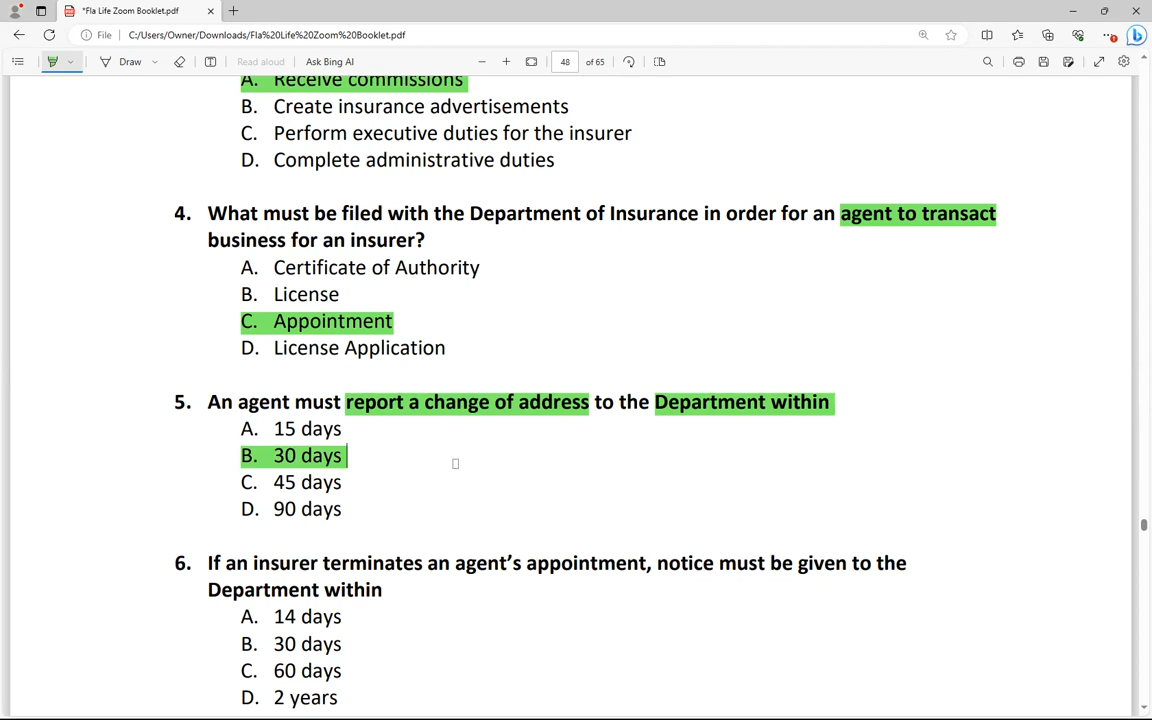 *Fla Life Zoom Booklet.pdf
File
C:/Users/Owner/Downloads/Fla%20Life%20Zoom%20Booklet.pdf
Draw
Read aloud
Ask Bing AI
48
of 65
A. Receive commissions
B. Create insurance advertisements
C. Perform executive duties for the insurer
D. Complete administrative duties
4. What must be filed with the Department of Insurance in order for an agent to transact
business for an insurer?
A. Certificate of Authority
B. License
C. Appointment
D. License Application
5. An agent must report a change of address to the Department within
A. 15 days
B. 30 days
C. 45 days
D. 90 days
6. If an insurer terminates an agent's appointment, notice must be given to the
Department within
A. 14 days
B. 30 days
C. 60 days
D. 2 years